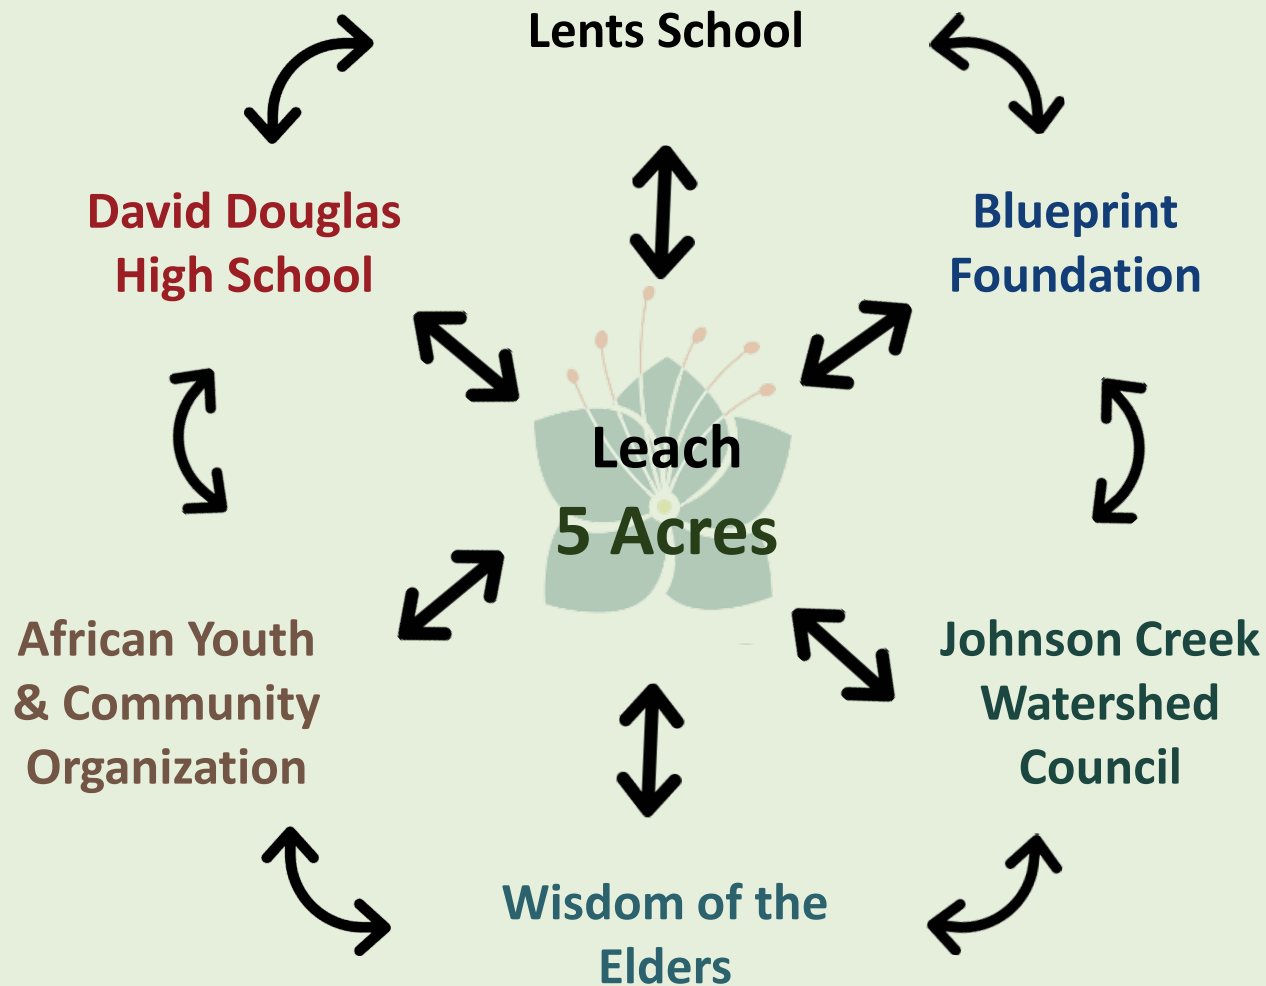 Lents School
David Douglas
High School
Blueprint
Foundation
Leach
5 Acres
African Youth
& Community
Organization
Johnson Creek
Watershed
Council
Wisdom of the
Elders